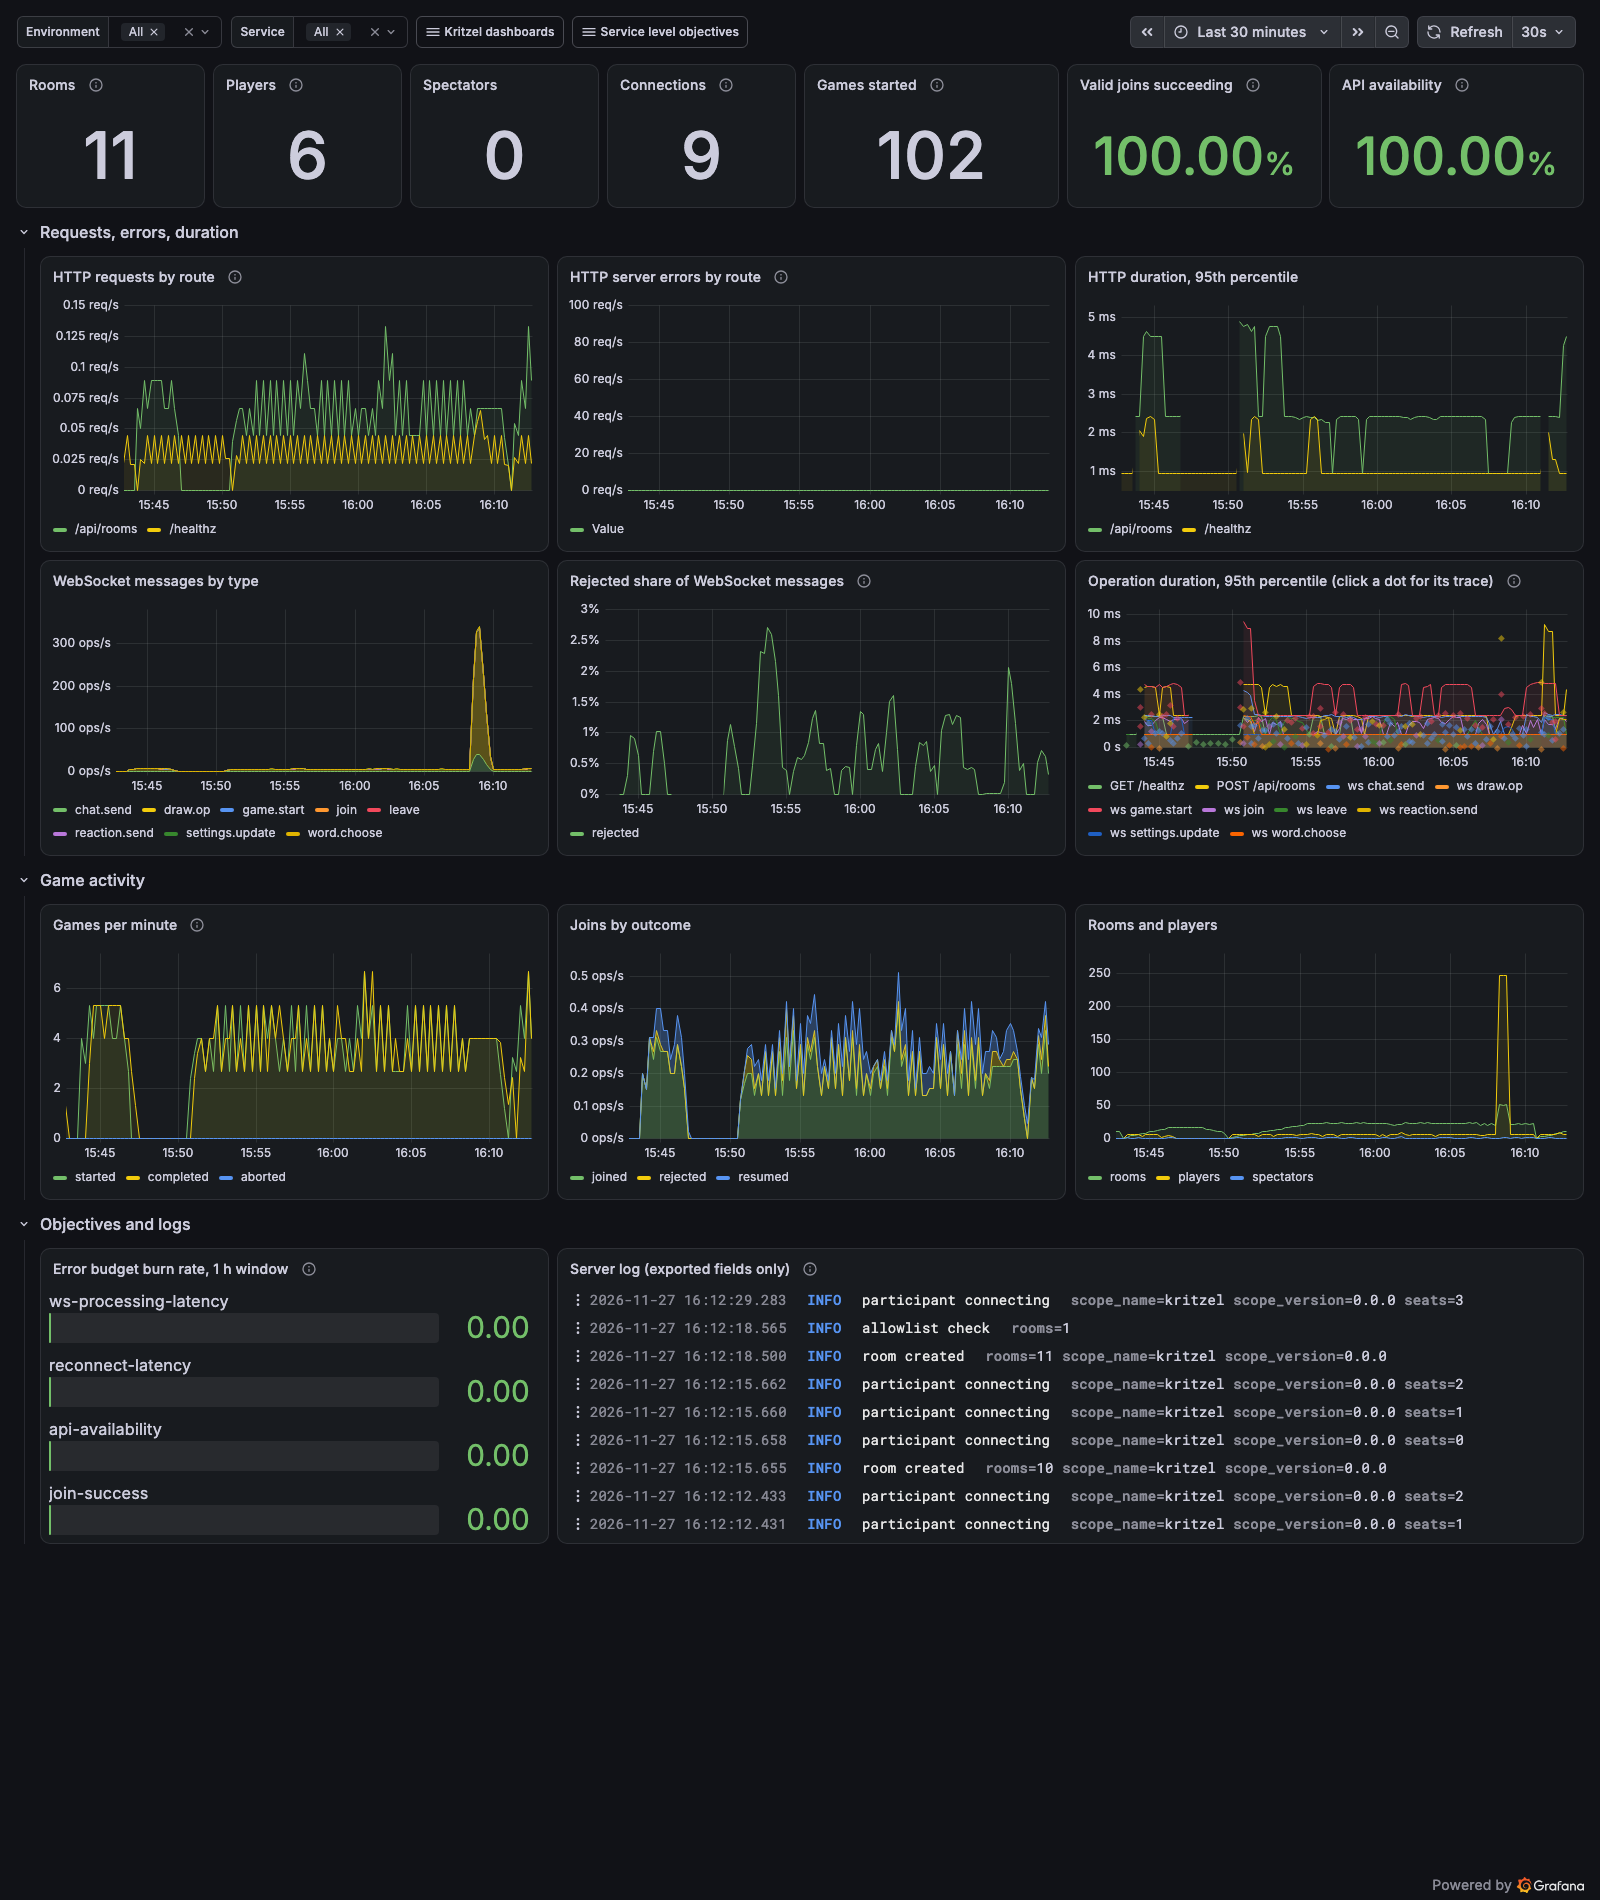 Environment All Service All Kritzel dashboards Service level objectives Last 30 minutes Refresh 30s
Rooms
11
Players
6
Spectators
0
Connections
9
Games started
102
Valid joins succeeding
100.00%
API availability
100.00%
Requests, errors, duration
HTTP requests by route
0.15 req/s
0.125 req/s
0.1 req/s
0.075 req/s
0.05 req/s
0.025 req/s
0 req/s
15:45 15:50 15:55 16:00 16:05 16:10
/api/rooms /healthz
HTTP server errors by route
100 req/s
80 req/s
60 req/s
40 req/s
20 req/s
0 req/s
15:45 15:50 15:55 16:00 16:05 16:10
Value
HTTP duration, 95th percentile
5 ms
4 ms
3 ms
2 ms
1 ms
15:45 15:50 15:55 16:00 16:05 16:10
/api/rooms /healthz
WebSocket messages by type
300 ops/s
200 ops/s
100 ops/s
0 ops/s
15:45 15:50 15:55 16:00 16:05 16:10
chat.send draw.op game.start join leave
reaction.send settings.update word.choose
Rejected share of WebSocket messages
3%
2.5%
2%
1.5%
1%
0.5%
0%
15:45 15:50 15:55 16:00 16:05 16:10
rejected
Operation duration, 95th percentile (click a dot for its trace)
10 ms
8 ms
6 ms
4 ms
2 ms
0 s
15:45 15:50 15:55 16:00 16:05 16:10
GET /healthz POST /api/rooms ws chat.send ws draw.op
ws game.start ws join ws leave ws reaction.send
ws settings.update ws word.choose
Game activity
Games per minute
6
4
2
0
15:45 15:50 15:55 16:00 16:05 16:10
started completed aborted
Joins by outcome
0.5 ops/s
0.4 ops/s
0.3 ops/s
0.2 ops/s
0.1 ops/s
0 ops/s
15:45 15:50 15:55 16:00 16:05 16:10
joined rejected resumed
Rooms and players
250
200
150
100
50
0
15:45 15:50 15:55 16:00 16:05 16:10
rooms players spectators
Objectives and logs
Error budget burn rate, 1 h window
ws-processing-latency
0.00
reconnect-latency
0.00
api-availability
0.00
join-success
0.00
Server log (exported fields only)
2026-11-27 16:12:29.283 INFO participant connecting scope_name=kritzel scope_version=0.0.0 seats=3
2026-11-27 16:12:18.565 INFO allowlist check rooms=1
2026-11-27 16:12:18.500 INFO room created rooms=11 scope_name=kritzel scope_version=0.0.0
2026-11-27 16:12:15.662 INFO participant connecting scope_name=kritzel scope_version=0.0.0 seats=2
2026-11-27 16:12:15.660 INFO participant connecting scope_name=kritzel scope_version=0.0.0 seats=1
2026-11-27 16:12:15.658 INFO participant connecting scope_name=kritzel scope_version=0.0.0 seats=0
2026-11-27 16:12:15.655 INFO room created rooms=10 scope_name=kritzel scope_version=0.0.0
2026-11-27 16:12:12.433 INFO participant connecting scope_name=kritzel scope_version=0.0.0 seats=2
2026-11-27 16:12:12.431 INFO participant connecting scope_name=kritzel scope_version=0.0.0 seats=1
Powered by Grafana